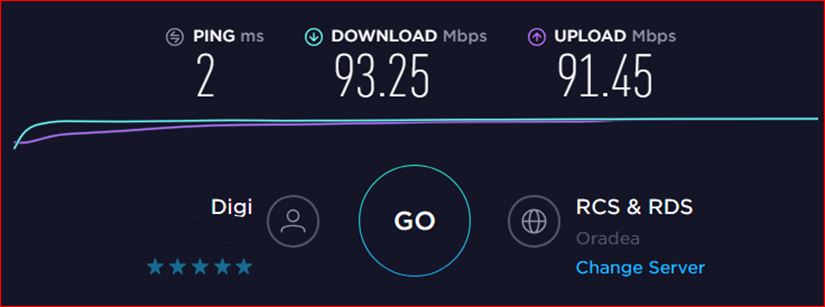 PING ms
DOWNLOAD Mbps
UPLOAD Mbps
2
93.25
91.45
Digi
GO
RCS & RDS
Oradea
Change Server